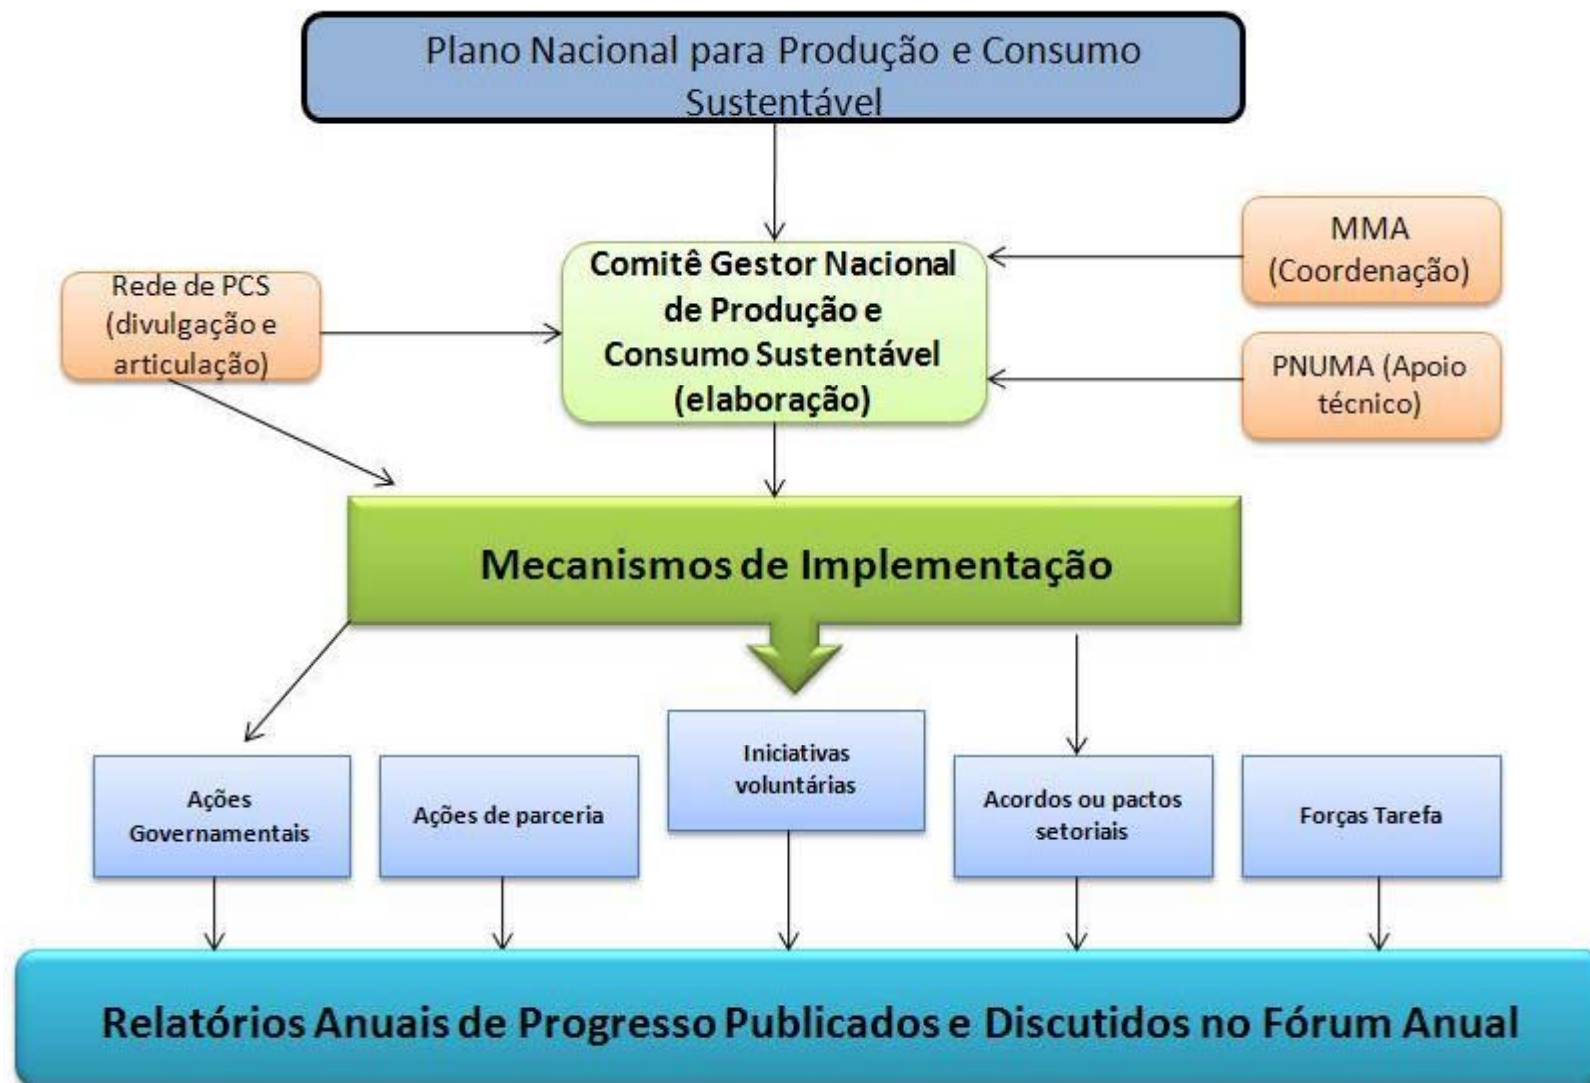 Plano Nacional para Produção e Consumo
Sustentável
MMA
(Coordenação)
Comitê Gestor Nacional
de Produção e
Consumo Sustentável
(elaboração)
Rede de PCS
(divulgação e
articulação)
PNUMA (Apoio
técnico)
Mecanismos de Implementação
Ações
Governamentais
Ações de parceria
Iniciativas
voluntárias
Acordos ou pactos
setoriais
Forças Tarefa
Relatórios Anuais de Progresso Publicados e Discutidos no Fórum Anual